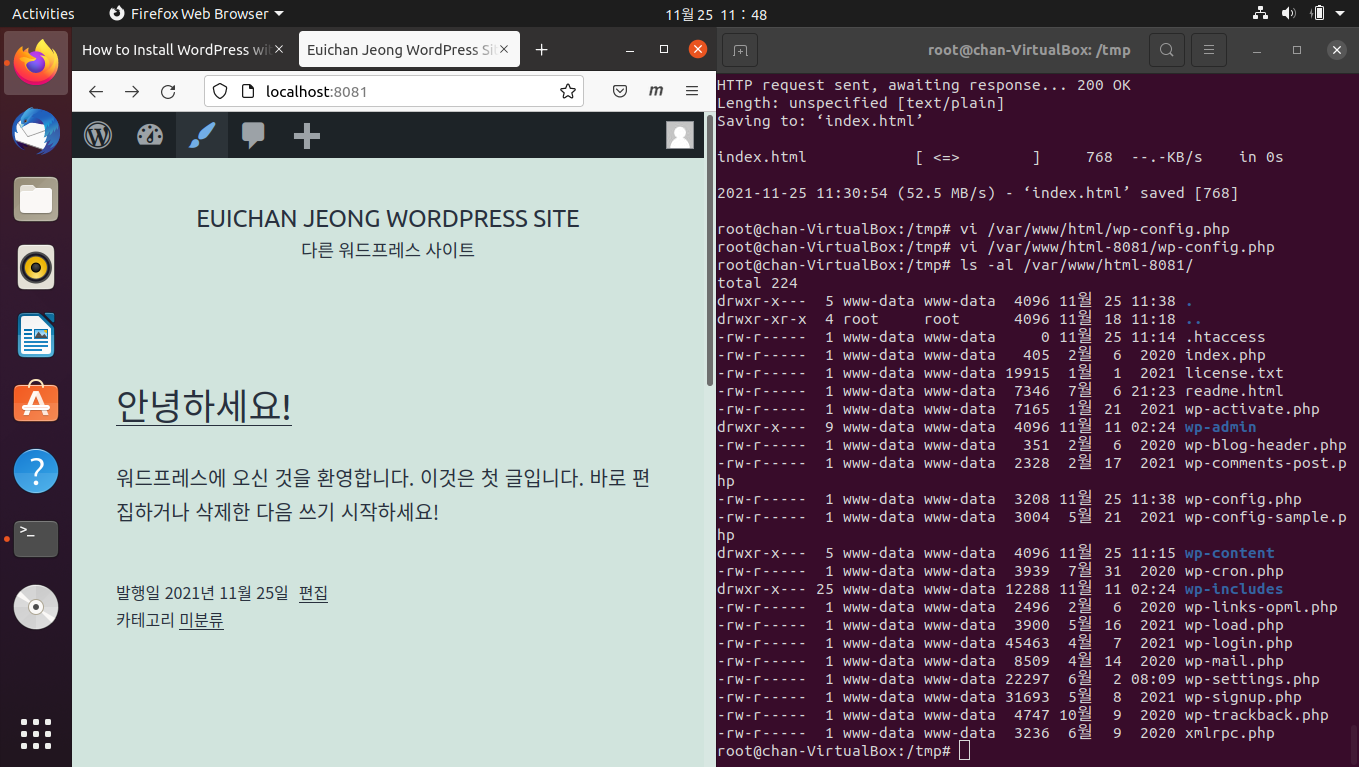 Activities
Firefox Web Browser
11월 25 11 : 48
How to Install WordPress wi
Euichan Jeong WordPress Si
localhost:8081
EUICHAN JEONG WORDPRESS SITE
다른 워드프레스 사이트
안녕하세요!
워드프레스에 오신 것을 환영합니다. 이것은 첫 글입니다. 바로 편
집하거나 삭제한 다음 쓰기 시작하세요!
발행일 2021년 11월 25일 편집
카테고리 미분류
root@chan-VirtualBox: /tmp
HTTP request sent, awaiting response... 200 OK
Length: unspecified [text/plain]
Saving to: ‘index.html’
index.html [ <=> ] 768 --.-KB/s in 0s
2021-11-25 11:30:54 (52.5 MB/s) - ‘index.html’ saved [768]
root@chan-VirtualBox:/tmp# vi /var/www/html/wp-config.php
root@chan-VirtualBox:/tmp# vi /var/www/html-8081/wp-config.php
root@chan-VirtualBox:/tmp# ls -al /var/www/html-8081/
total 224
drwxr-x--- 5 www-data www-data 4096 11월 25 11:38 .
drwxr-xr-x 4 root root 4096 11월 18 11:18 ..
-rw-r----- 1 www-data www-data 0 11월 25 11:14 .htaccess
-rw-r----- 1 www-data www-data 405 2월 6 2020 index.php
-rw-r----- 1 www-data www-data 19915 1월 1 2021 license.txt
-rw-r----- 1 www-data www-data 7346 7월 6 21:23 readme.html
-rw-r----- 1 www-data www-data 7165 1월 21 2021 wp-activate.php
drwxr-x--- 9 www-data www-data 4096 11월 11 02:24 wp-admin
-rw-r----- 1 www-data www-data 351 2월 6 2020 wp-blog-header.php
-rw-r----- 1 www-data www-data 2328 2월 17 2021 wp-comments-post.p
hp
-rw-r----- 1 www-data www-data 3208 11월 25 11:38 wp-config.php
-rw-r----- 1 www-data www-data 3004 5월 21 2021 wp-config-sample.p
hp
drwxr-x--- 5 www-data www-data 4096 11월 25 11:15 wp-content
-rw-r----- 1 www-data www-data 3939 7월 31 2020 wp-cron.php
drwxr-x--- 25 www-data www-data 12288 11월 11 02:24 wp-includes
-rw-r----- 1 www-data www-data 2496 2월 6 2020 wp-links-opml.php
-rw-r----- 1 www-data www-data 3900 5월 16 2021 wp-load.php
-rw-r----- 1 www-data www-data 45463 4월 7 2021 wp-login.php
-rw-r----- 1 www-data www-data 8509 4월 14 2020 wp-mail.php
-rw-r----- 1 www-data www-data 22297 6월 2 08:09 wp-settings.php
-rw-r----- 1 www-data www-data 31693 5월 8 2021 wp-signup.php
-rw-r----- 1 www-data www-data 4747 10월 9 2020 wp-trackback.php
-rw-r----- 1 www-data www-data 3236 6월 9 2020 xmlrpc.php
root@chan-VirtualBox:/tmp#